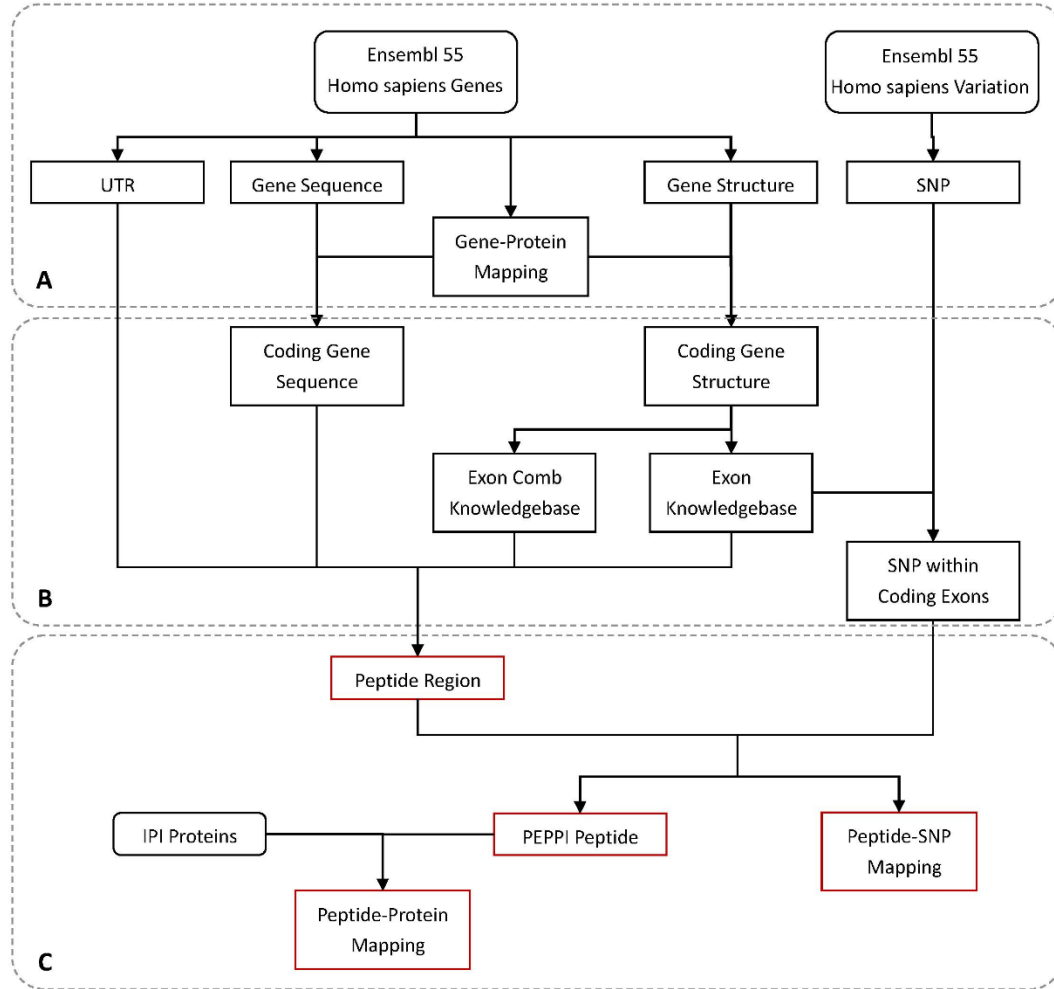 Ensembl 55
Homo sapiens Genes
Ensembl 55
Homo sapiens Variation
UTR
Gene Sequence
Gene Structure
SNP
Gene-Protein
Mapping
A
Coding Gene
Sequence
Coding Gene
Structure
Exon Comb
Knowledgebase
Exon
Knowledgebase
SNP within
Coding Exons
B
Peptide Region
IPI Proteins
PEPPI Peptide
Peptide-SNP
Mapping
Peptide-Protein
Mapping
C